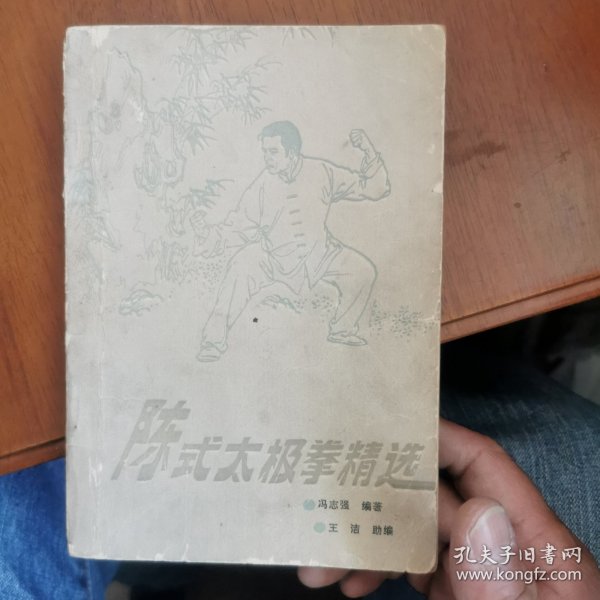 陈式太极拳精选
冯志强 编著
王洁 助编
孔夫子旧书网
www.kongfz.com